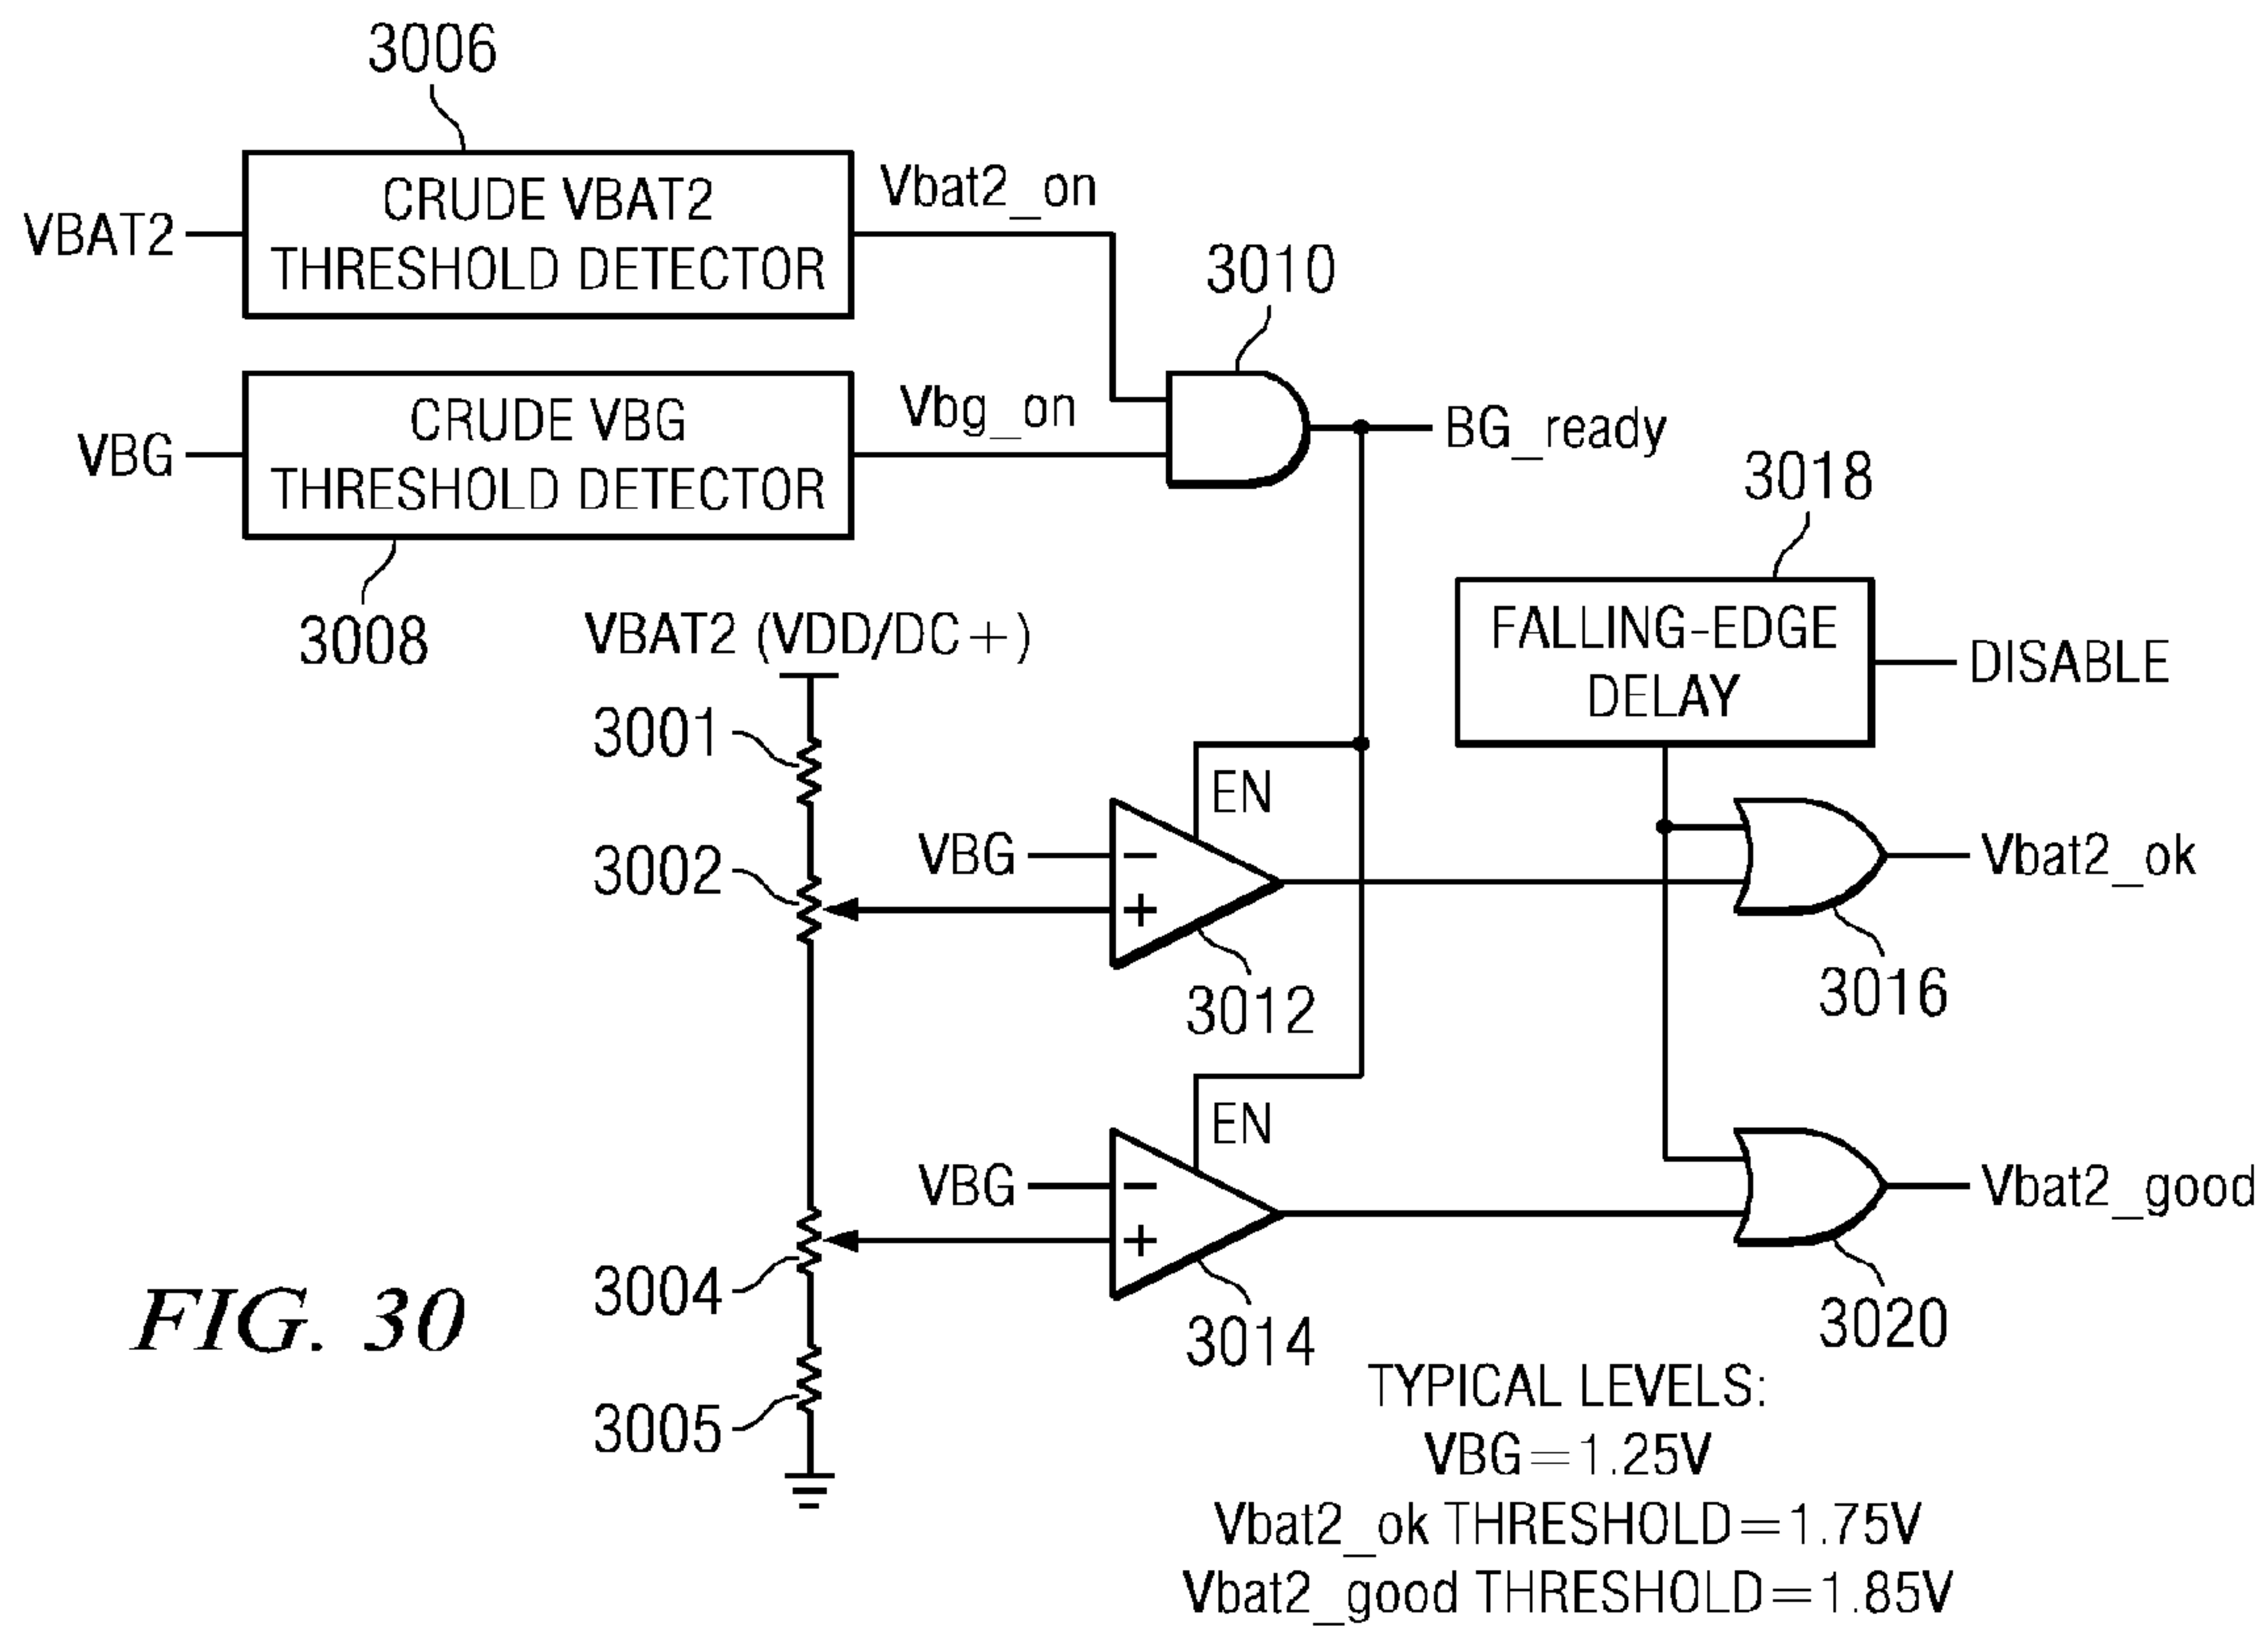 3006
CRUDE VBAT2
THRESHOLD DETECTOR
VBAT2
Vbat2_on
3010
CRUDE VBG
THRESHOLD DETECTOR
VBG
Vbg_on
BG_ready
3008
3018
FALLING-EDGE
DELAY
DISABLE
VBAT2 (VDD/DC+)
3001
3002
EN
VBG
−
+
3012
Vbat2_ok
3016
EN
VBG
−
+
3014
Vbat2_good
3020
3004
3005
FIG. 30
TYPICAL LEVELS:
VBG=1.25V
Vbat2_ok THRESHOLD=1.75V
Vbat2_good THRESHOLD=1.85V